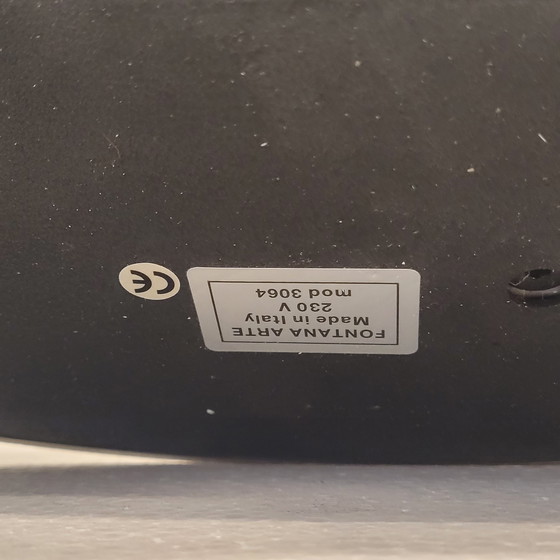 FONTANA ARTE
Made in Italy
230 V
mod 3064
CE